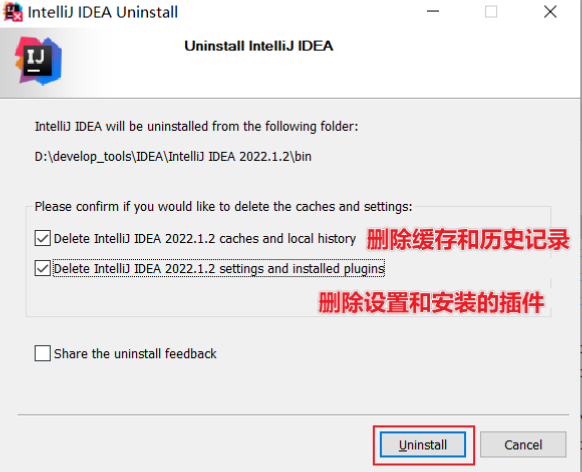 IntelliJ IDEA Uninstall
IJ
Uninstall IntelliJ IDEA
IntelliJ IDEA will be uninstalled from the following folder:
D:\develop_tools\IDEA\IntelliJ IDEA 2022.1.2\bin
Please confirm if you would like to delete the caches and settings:
Delete IntelliJ IDEA 2022.1.2 caches and local history 删除缓存和历史记录
Delete IntelliJ IDEA 2022.1.2 settings and installed plugins
删除设置和安装的插件
Share the uninstall feedback
Uninstall Cancel